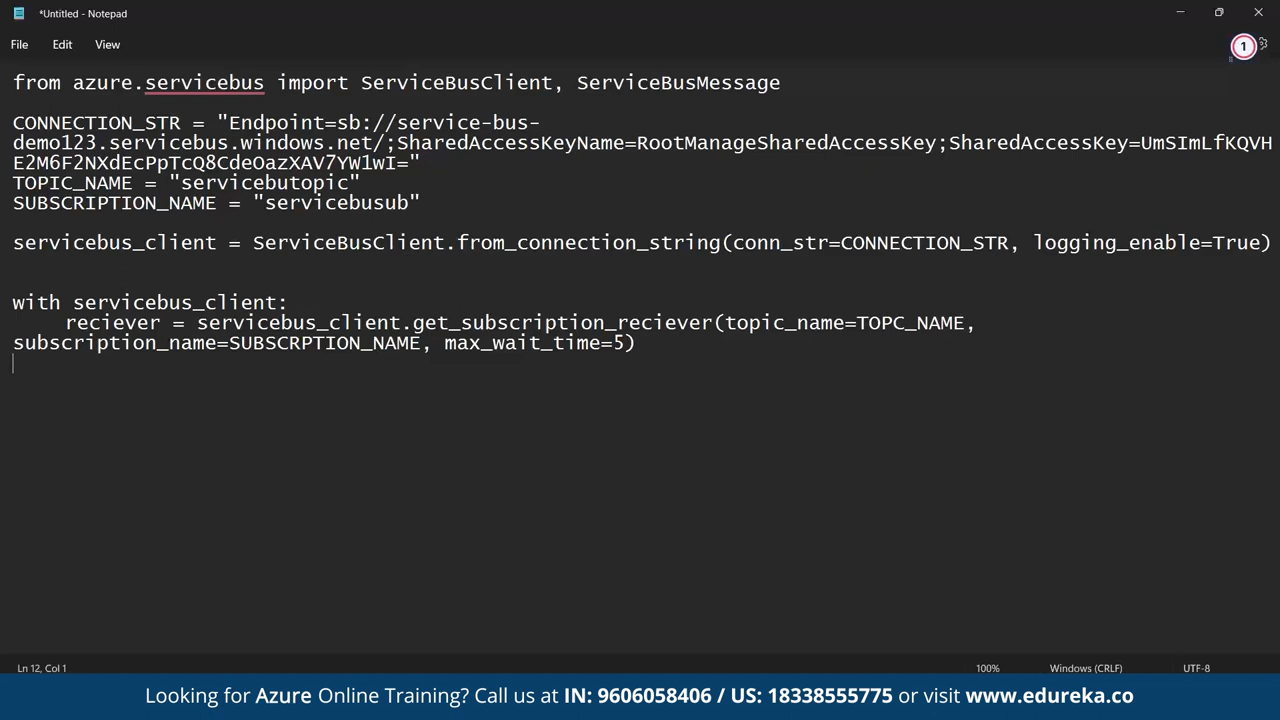 *Untitled - Notepad
File Edit View
1
from azure.servicebus import ServiceBusClient, ServiceBusMessage
CONNECTION_STR = "Endpoint=sb://service-bus-
demo123.servicebus.windows.net/;SharedAccessKeyName=RootManageSharedAccessKey;SharedAccessKey=UmSImLfKQVH
E2M6F2NXdEcPpTcQ8CdeOazXAV7YW1wI="
TOPIC_NAME = "servicebutopic"
SUBSCRIPTION_NAME = "servicebusub"
servicebus_client = ServiceBusClient.from_connection_string(conn_str=CONNECTION_STR, logging_enable=True)
with servicebus_client:
reciever = servicebus_client.get_subscription_reciever(topic_name=TOPC_NAME,
subscription_name=SUBSCRPTION_NAME, max_wait_time=5)
Ln 12, Col 1 100% Windows (CRLF) UTF-8
Looking for Azure Online Training? Call us at IN: 9606058406 / US: 18338555775 or visit www.edureka.co